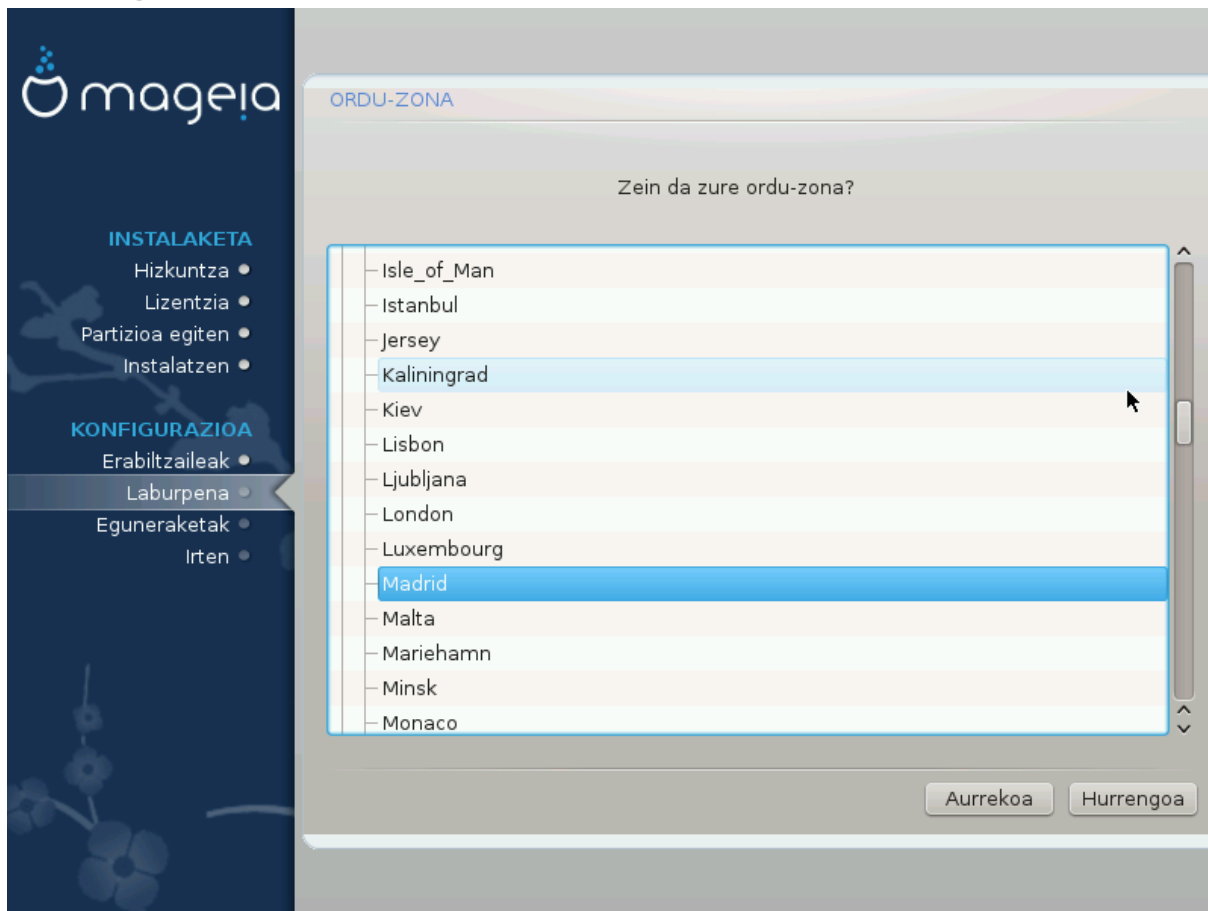 mageia
ORDU-ZONA
Zein da zure ordu-zona?
INSTALAKETA
Hizkuntza
Lizentzia
Partizioa egiten
Instalatzen
KONFIGURAZIOA
Erabiltzaileak
Laburpena
Eguneraketak
Irten
Isle_of_Man
Istanbul
Jersey
Kaliningrad
Kiev
Lisbon
Ljubljana
London
Luxembourg
Madrid
Malta
Mariehamn
Minsk
Monaco
Aurrekoa
Hurrengoa